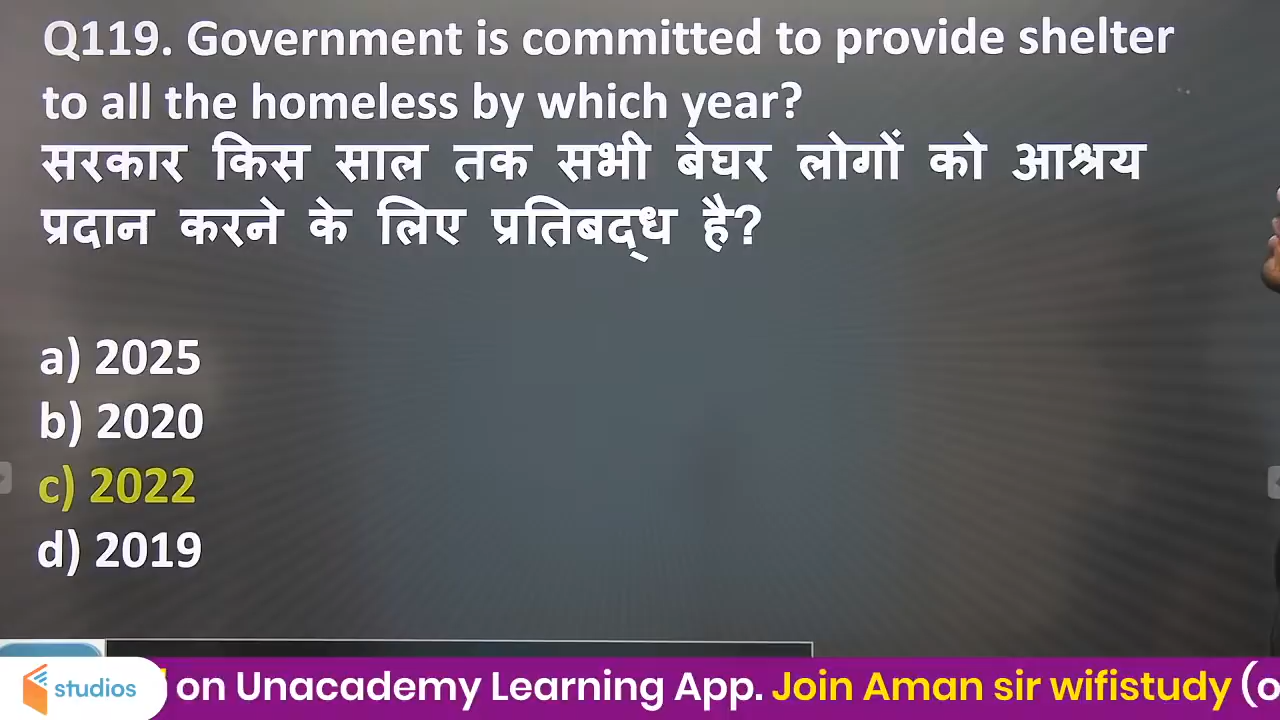 Q119. Government is committed to provide shelter
to all the homeless by which year?
सरकार किस साल तक सभी बेघर लोगों को आश्रय
प्रदान करने के लिए प्रतिबद्ध है?
a) 2025
b) 2020
c) 2022
d) 2019
studios
on Unacademy Learning App. Join Aman sir wifistudy (o